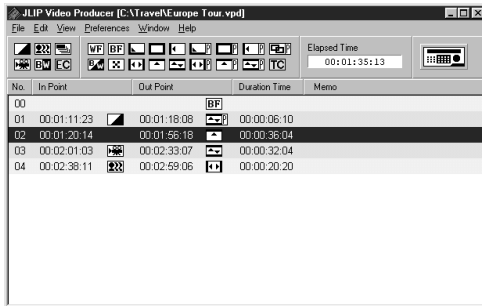 JLIP Video Producer [C:\Travel\Europe Tour.vpd]
File Edit View Preferences Window Help
WF BF P P P P Elapsed Time
BW EC B/W P P P TC 00:01:35:13
No. In Point Out Point Duration Time Memo
00 BF
01 00:01:11:23 00:01:18:08 P 00:00:06:10
02 00:01:20:14 00:01:56:18 00:00:36:04
03 00:02:01:03 00:02:33:07 00:00:32:04
04 00:02:38:11 00:02:59:06 00:00:20:20